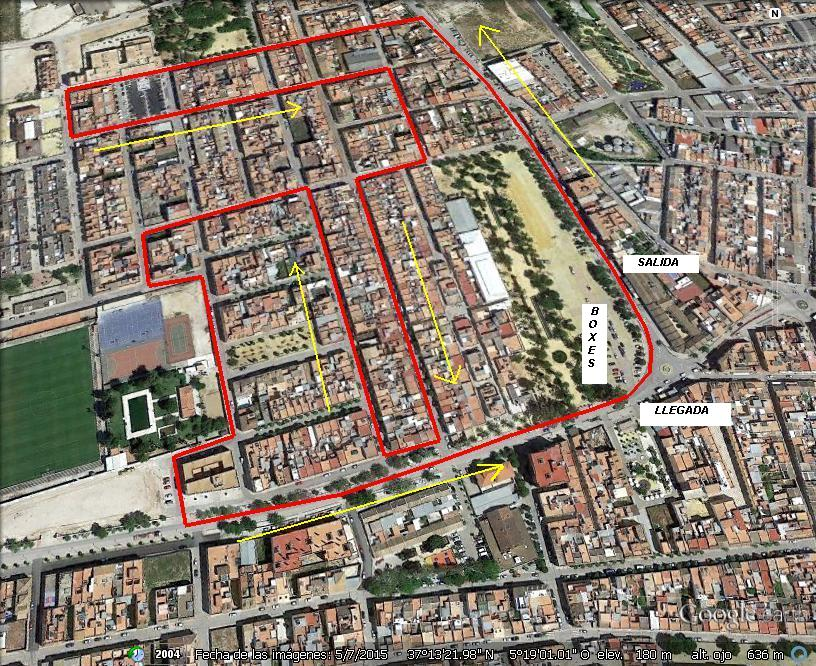 N
SALIDA
BOXES
LLEGADA
Google earth
2004 Fecha de las imágenes: 5/7/2015 37°13'21.98" N 5°19'01.01" O elev. 180 m alt. ojo 636 m